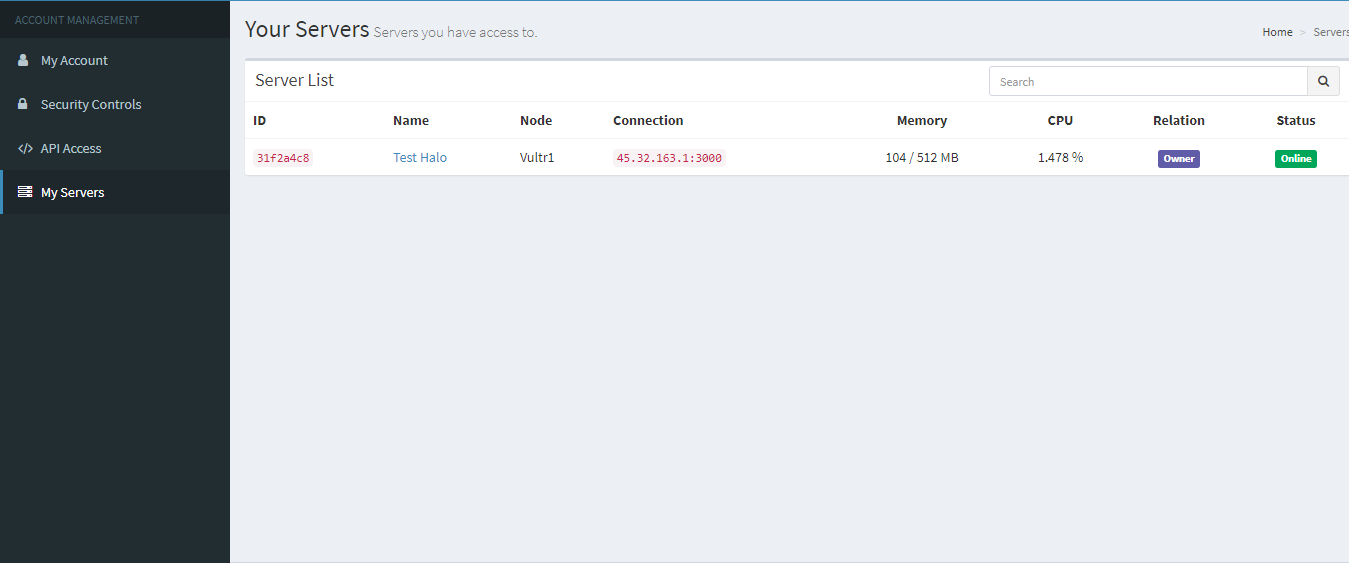 ACCOUNT MANAGEMENT
My Account
Security Controls
API Access
My Servers
Your Servers Servers you have access to.
Home > Servers
Server List
Search
ID Name Node Connection Memory CPU Relation Status
31f2a4c8 Test Halo Vultr1 45.32.163.1:3000 104 / 512 MB 1.478 % Owner Online